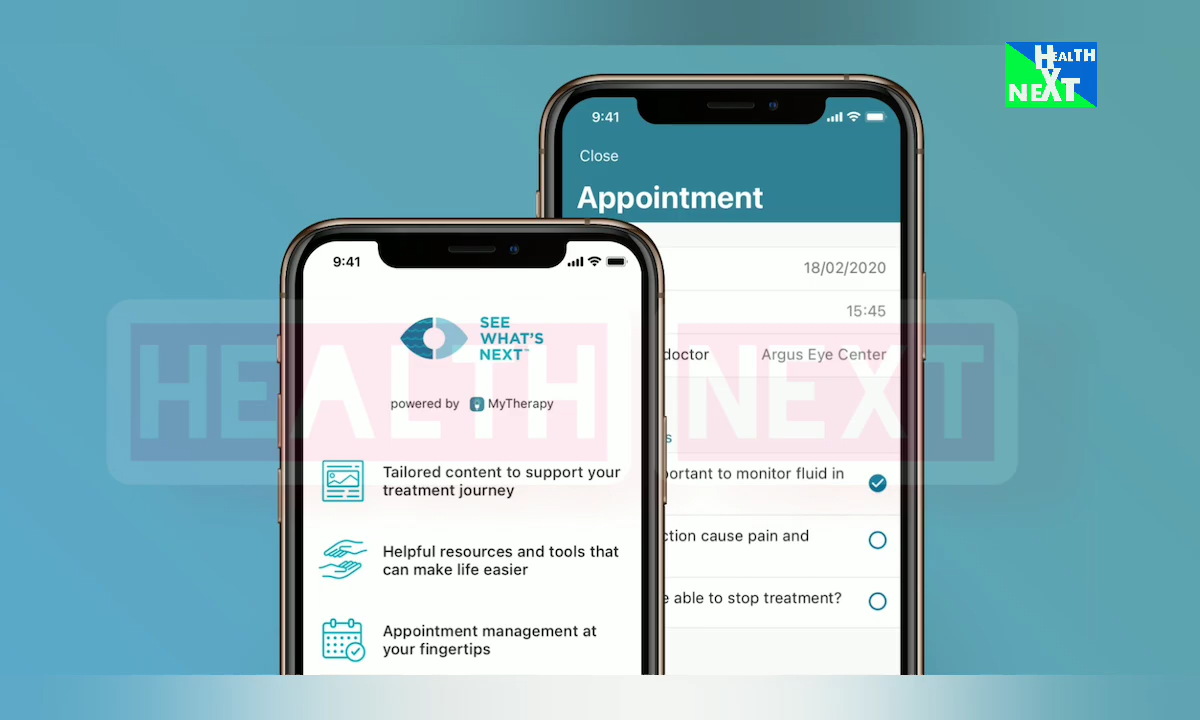 HEALTH
NEXT
9:41
Close
Appointment
18/02/2020
15:45
doctor Argus Eye Center
portant to monitor fluid in
cause pain and
able to stop treatment?
9:41
SEE
WHAT'S
NEXT™
powered by MyTherapy
Tailored content to support your
treatment journey
Helpful resources and tools that
can make life easier
Appointment management at
your fingertips
HEALTH NEXT